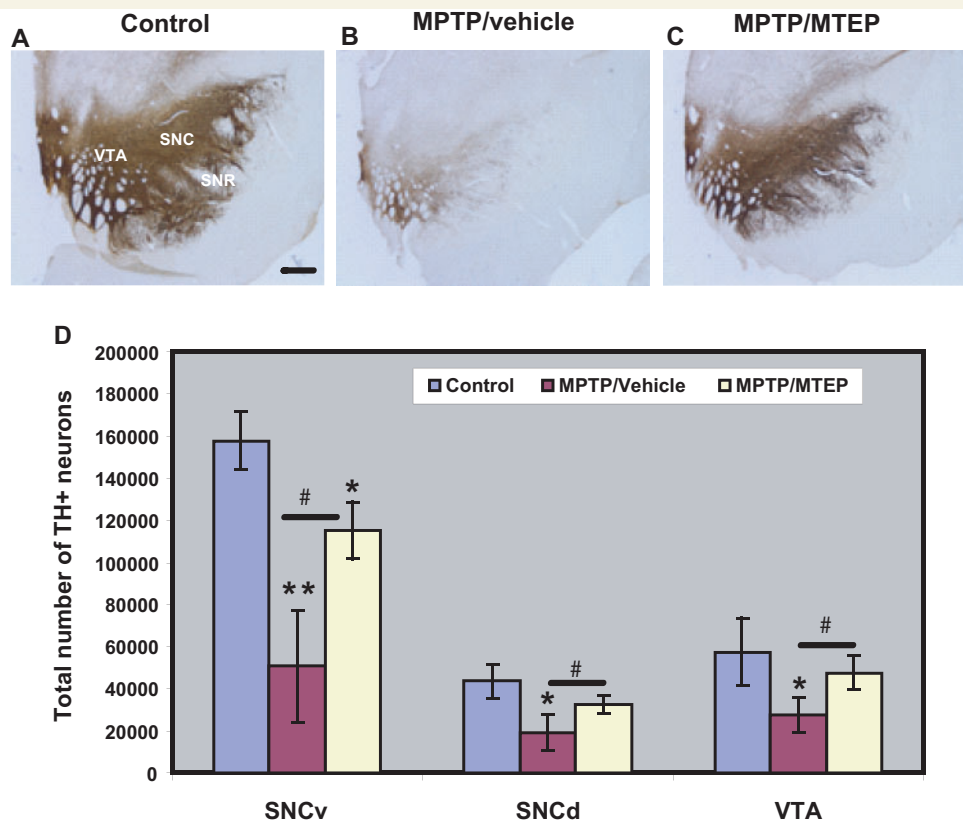 A
Control
B
MPTP/vehicle
C
MPTP/MTEP
SNC
VTA
SNR
D
Total number of TH+ neurons
200000
180000
160000
140000
120000
100000
80000
60000
40000
20000
0
Control MPTP/Vehicle MPTP/MTEP
# *
**
* #
* #
SNCv SNCd VTA